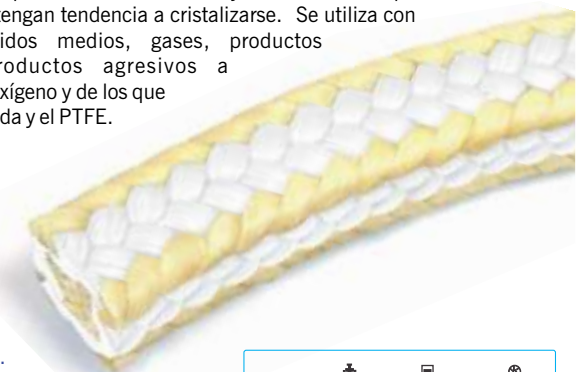 tengan tendencia a cristalizarse. Se utiliza con
idos medios, gases, productos
roductos agresivos a
xígeno y de los que
da y el PTFE.
.